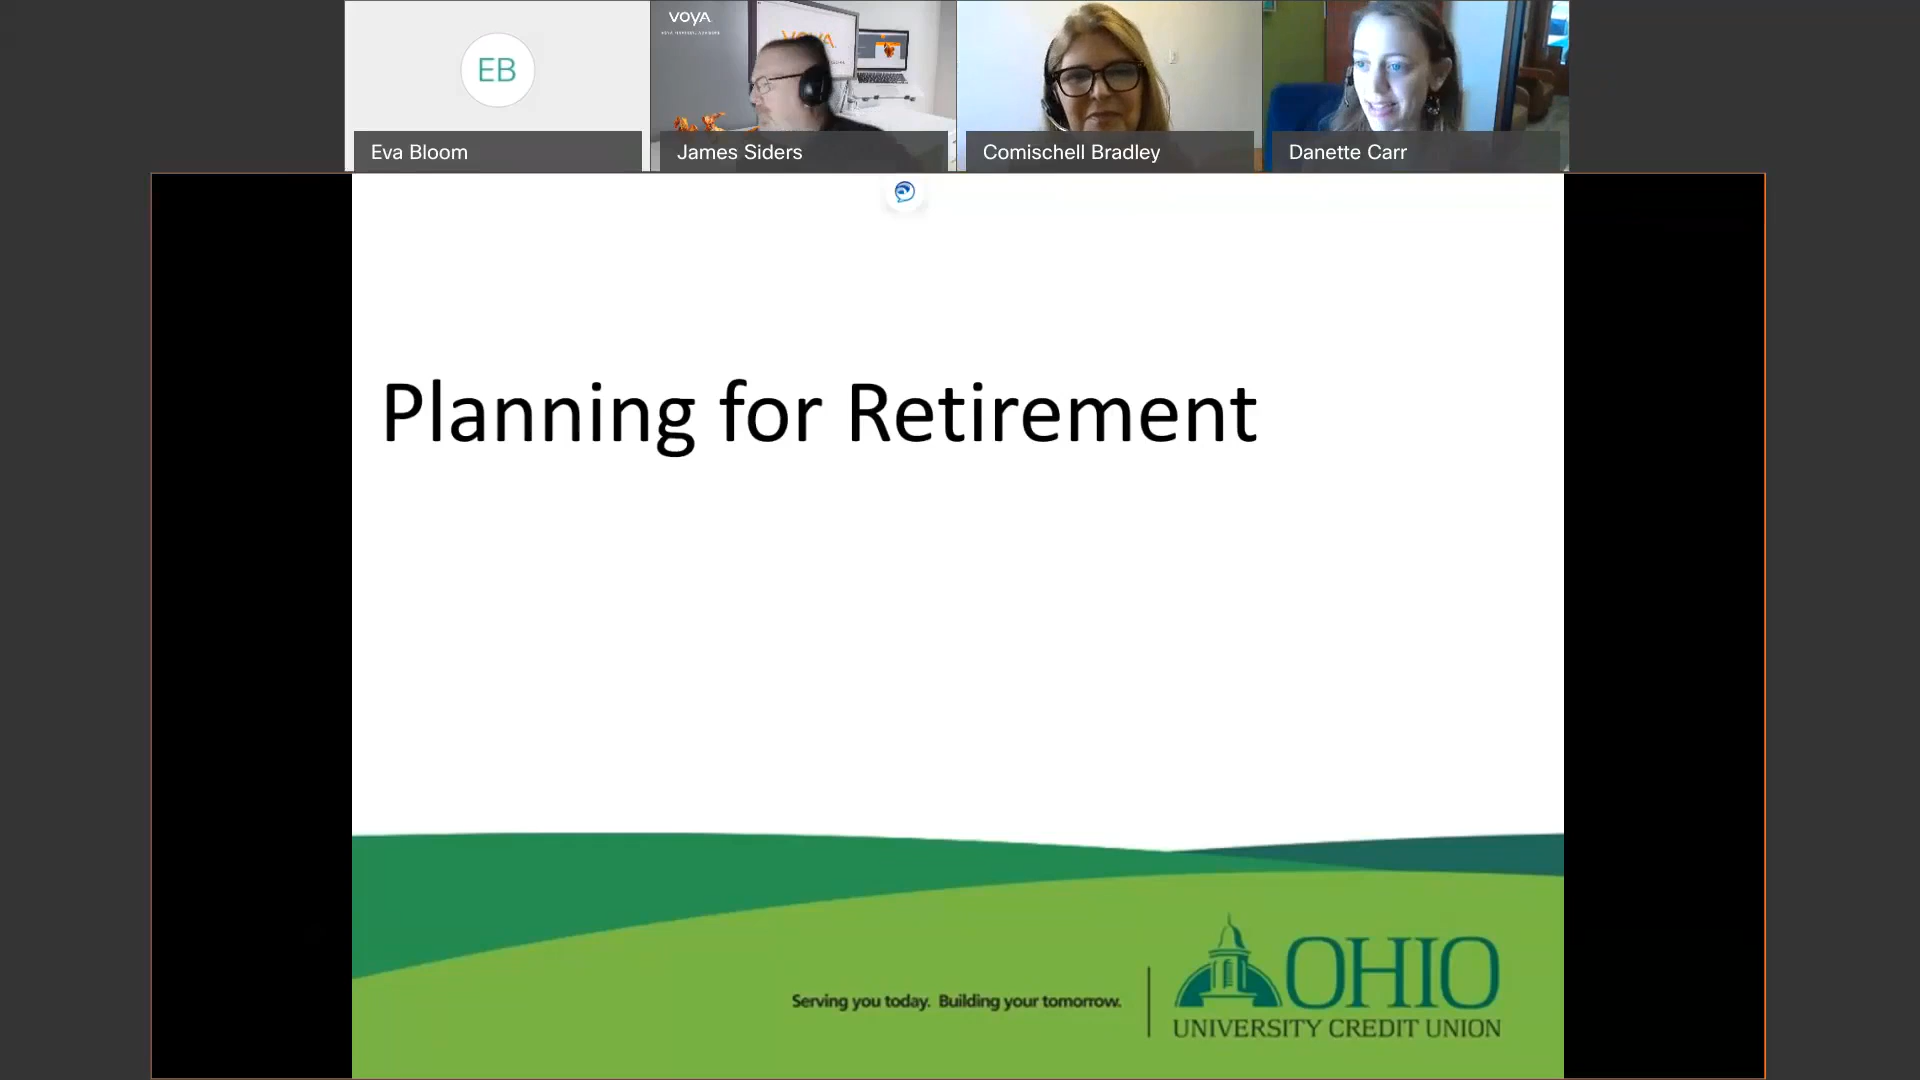 EB
VOYA
VOYA
Eva Bloom
James Siders
Comischell Bradley
Danette Carr
Planning for Retirement
Serving you today. Building your tomorrow.
OHIO
UNIVERSITY CREDIT UNION